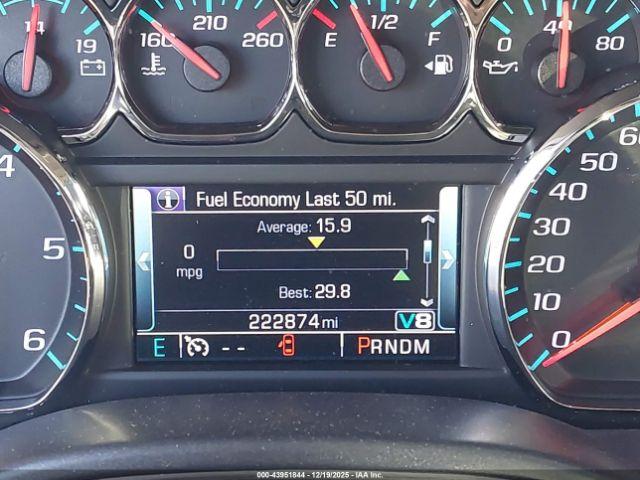 14 19
160 210 260
E 1/2 F
0 40 80
4 5 6
Fuel Economy Last 50 mi.
Average: 15.9
0
mpg
Best: 29.8
222874 mi V8
E -- PRNDM
60
50
40
30
20
10
0
000-43951844 - 12/19/2025 - IAA Inc.